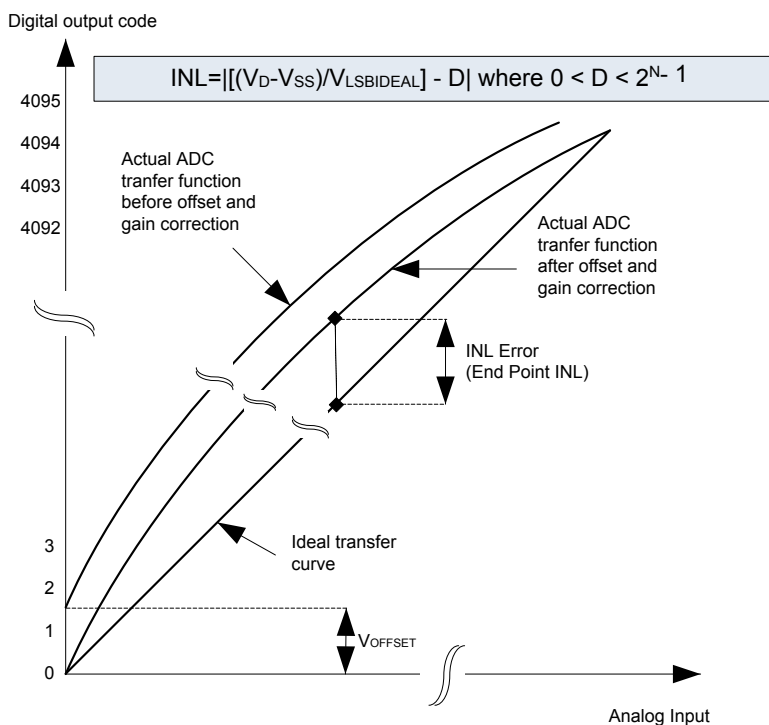 Digital output code
INL=|[(VD-VSS)/VLSBIDEAL] - D| where 0 < D < 2^N- 1
4095
4094
4093
4092
Actual ADC
tranfer function
before offset and
gain correction
Actual ADC
tranfer function
after offset and
gain correction
INL Error
(End Point INL)
Ideal transfer
curve
3
2
1
0
VOFFSET
Analog Input